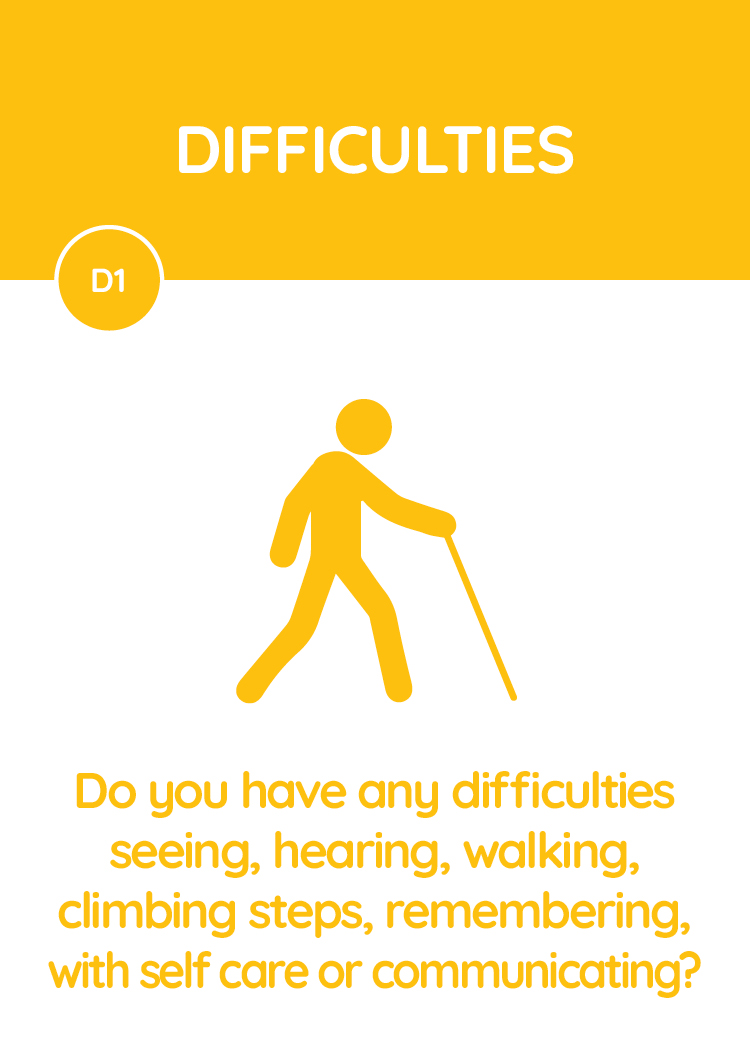 DIFFICULTIES
D1
Do you have any difficulties
seeing, hearing, walking,
climbing steps, remembering,
with self care or communicating?